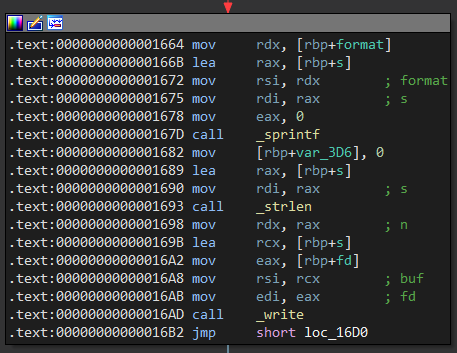 .text:0000000000001664 mov     rdx, [rbp+format]
.text:000000000000166B lea     rax, [rbp+s]
.text:0000000000001672 mov     rsi, rdx        ; format
.text:0000000000001675 mov     rdi, rax        ; s
.text:0000000000001678 mov     eax, 0
.text:000000000000167D call    _sprintf
.text:0000000000001682 mov     [rbp+var_3D6], 0
.text:0000000000001689 lea     rax, [rbp+s]
.text:0000000000001690 mov     rdi, rax        ; s
.text:0000000000001693 call    _strlen
.text:0000000000001698 mov     rdx, rax        ; n
.text:000000000000169B lea     rcx, [rbp+s]
.text:00000000000016A2 mov     eax, [rbp+fd]
.text:00000000000016A8 mov     rsi, rcx        ; buf
.text:00000000000016AB mov     edi, eax        ; fd
.text:00000000000016AD call    _write
.text:00000000000016B2 jmp     short loc_16D0